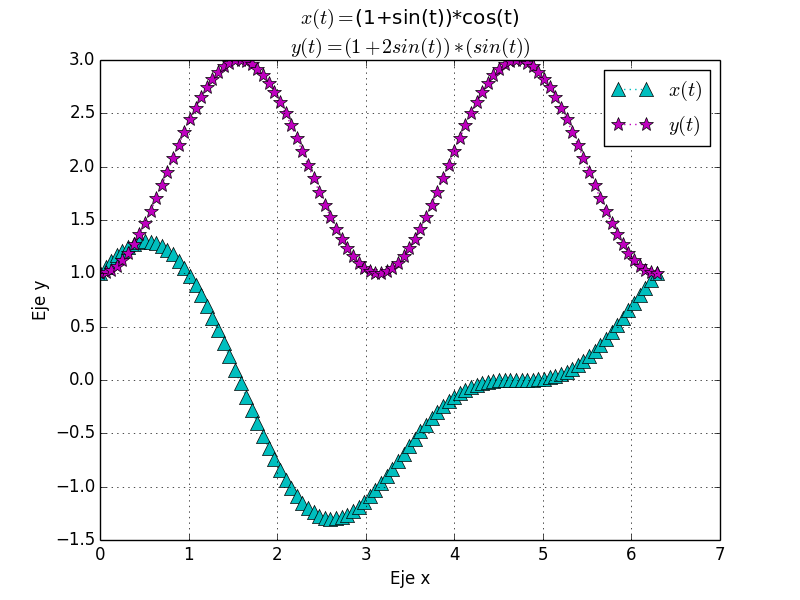 x(t)=(1+sin(t))*cos(t)
y(t)=(1+2sin(t))*(sin(t))
x(t)
y(t)
3.0
2.5
2.0
1.5
1.0
0.5
0.0
−0.5
−1.0
−1.5
Eje y
0 1 2 3 4 5 6 7
Eje x